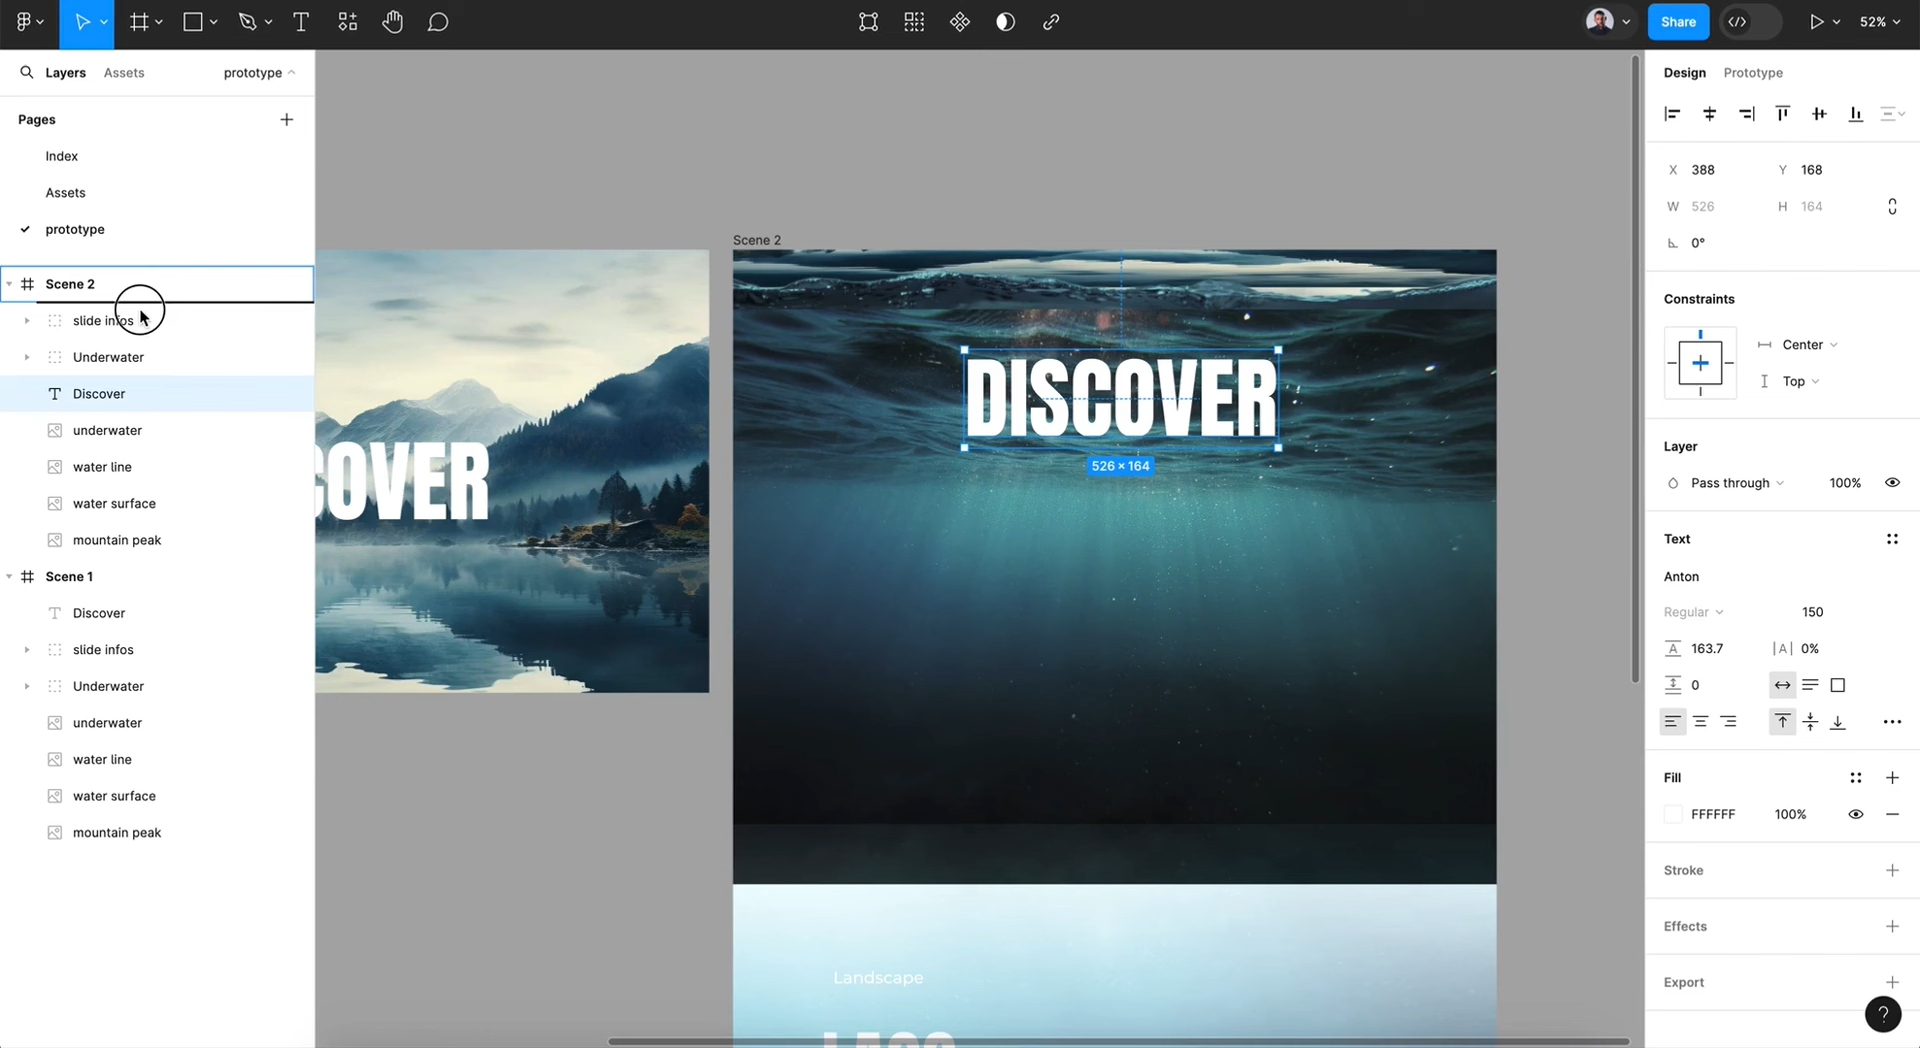 Share
52%
Layers
Assets
prototype
Pages
Index
Assets
prototype
Scene 2
slide infos
Underwater
Discover
underwater
water line
water surface
mountain peak
Scene 1
Discover
slide infos
Underwater
underwater
water line
water surface
mountain peak
COVER
Scene 2
DISCOVER
526 × 164
Landscape
Design
Prototype
X 388 Y 168
W 526 H 164
0°
Constraints
Center
Top
Layer
Pass through 100%
Text
Anton
Regular 150
163.7 |A| 0%
0
Fill
FFFFFF 100%
Stroke
Effects
Export
?